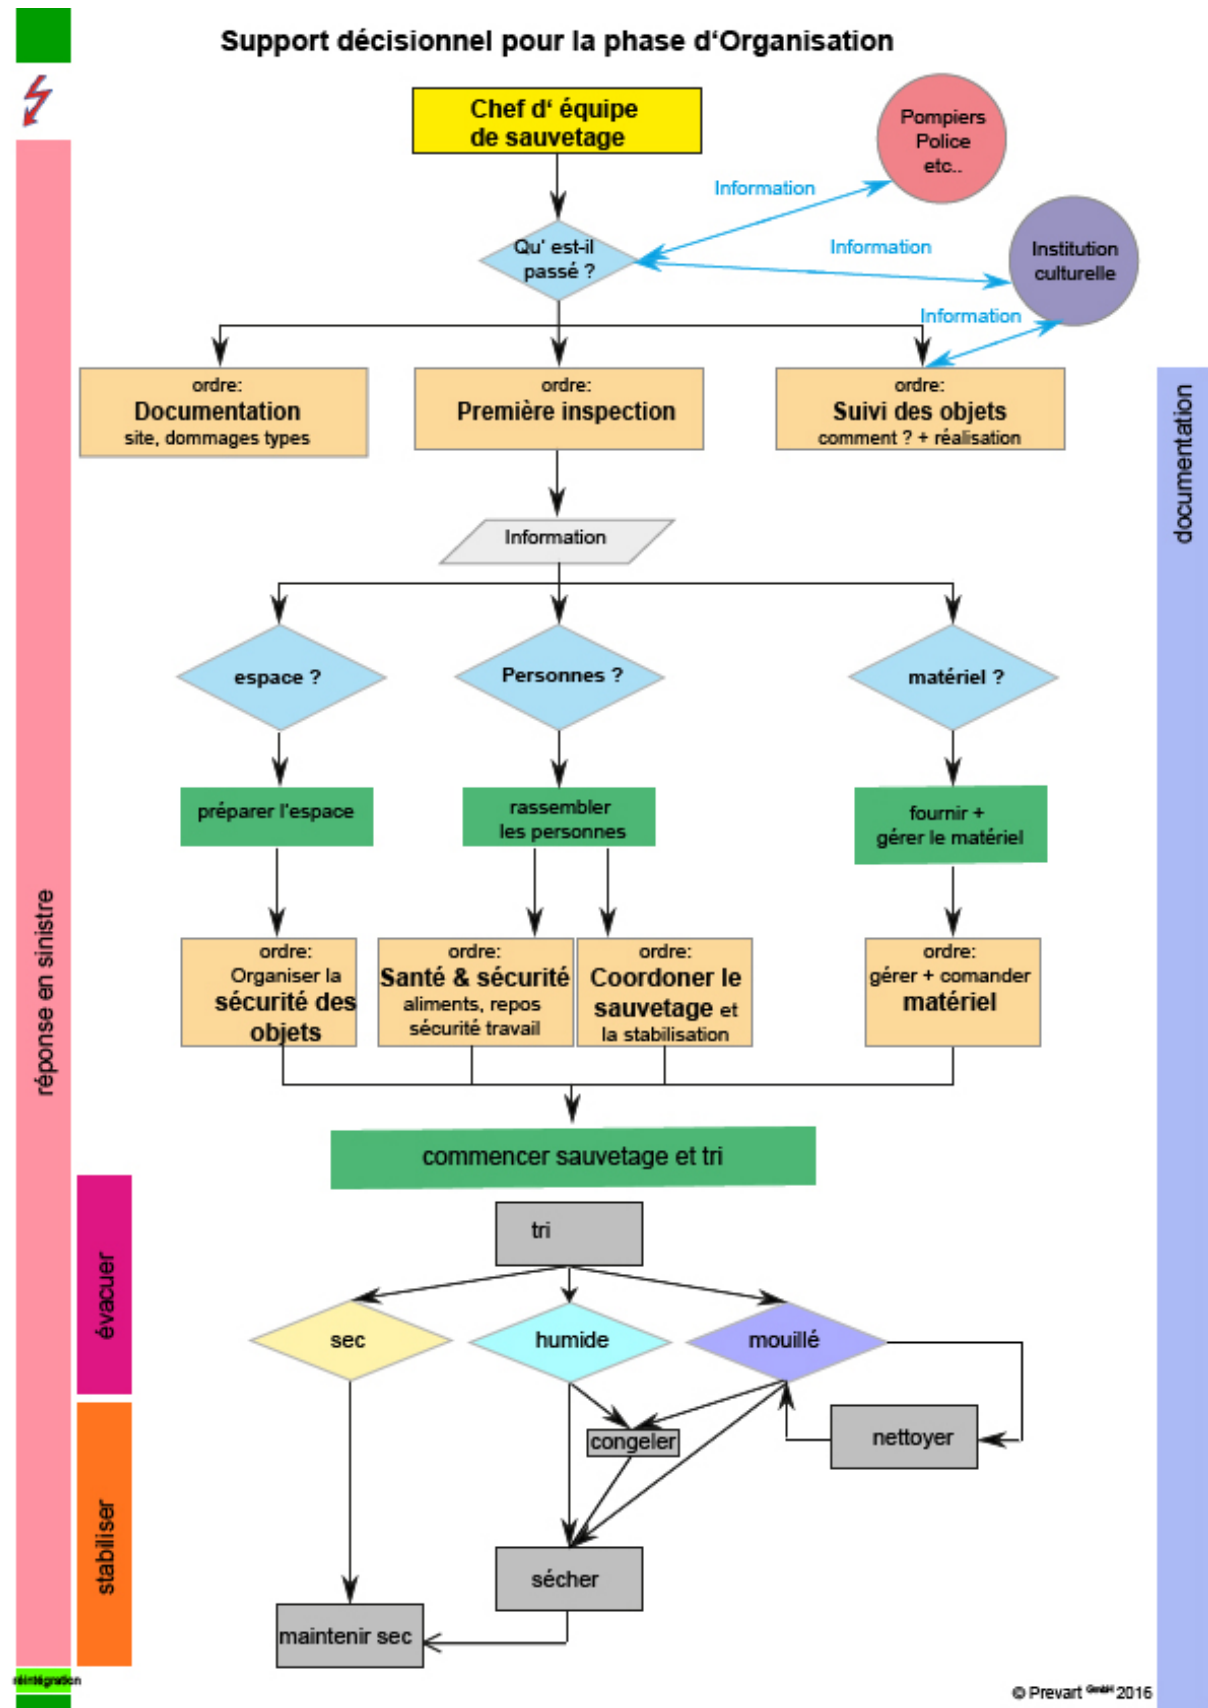 Support décisionnel pour la phase d‘Organisation
Chef d‘ équipe
de sauvetage
Pompiers
Police
etc..
Information
Qu' est-il
passé ?
Information
Institution
culturelle
Information
ordre:
Documentation
site, dommages types
ordre:
Première inspection
ordre:
Suivi des objets
comment ? + réalisation
documentation
Information
espace ?
Personnes ?
matériel ?
préparer l'espace
rassembler
les personnes
fournir +
gérer le matériel
réponse en sinistre
ordre:
Organiser la
sécurité des
objets
ordre:
Santé & sécurité
aliments, repos
sécurité travail
ordre:
Coordoner le
sauvetage et
la stabilisation
ordre:
gérer + comander
matériel
commencer sauvetage et tri
évacuer
tri
sec
humide
mouillé
stabiliser
congeler
nettoyer
sécher
maintenir sec
réintégration
© Prevart GmbH 2016